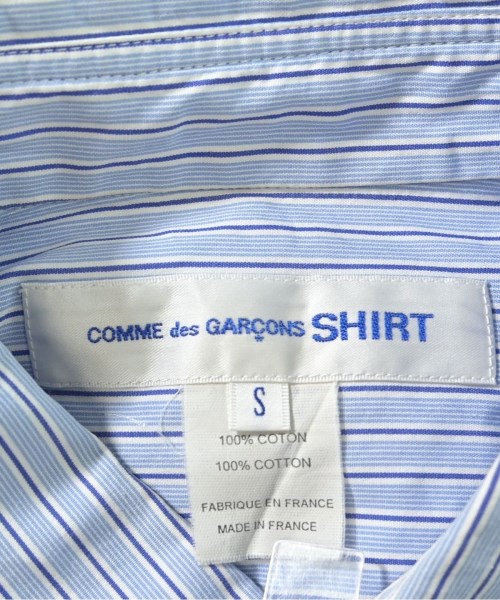 COMME des GARÇONS SHIRT
S
100% COTON
100% COTTON
FABRIQUE EN FRANCE
MADE IN FRANCE